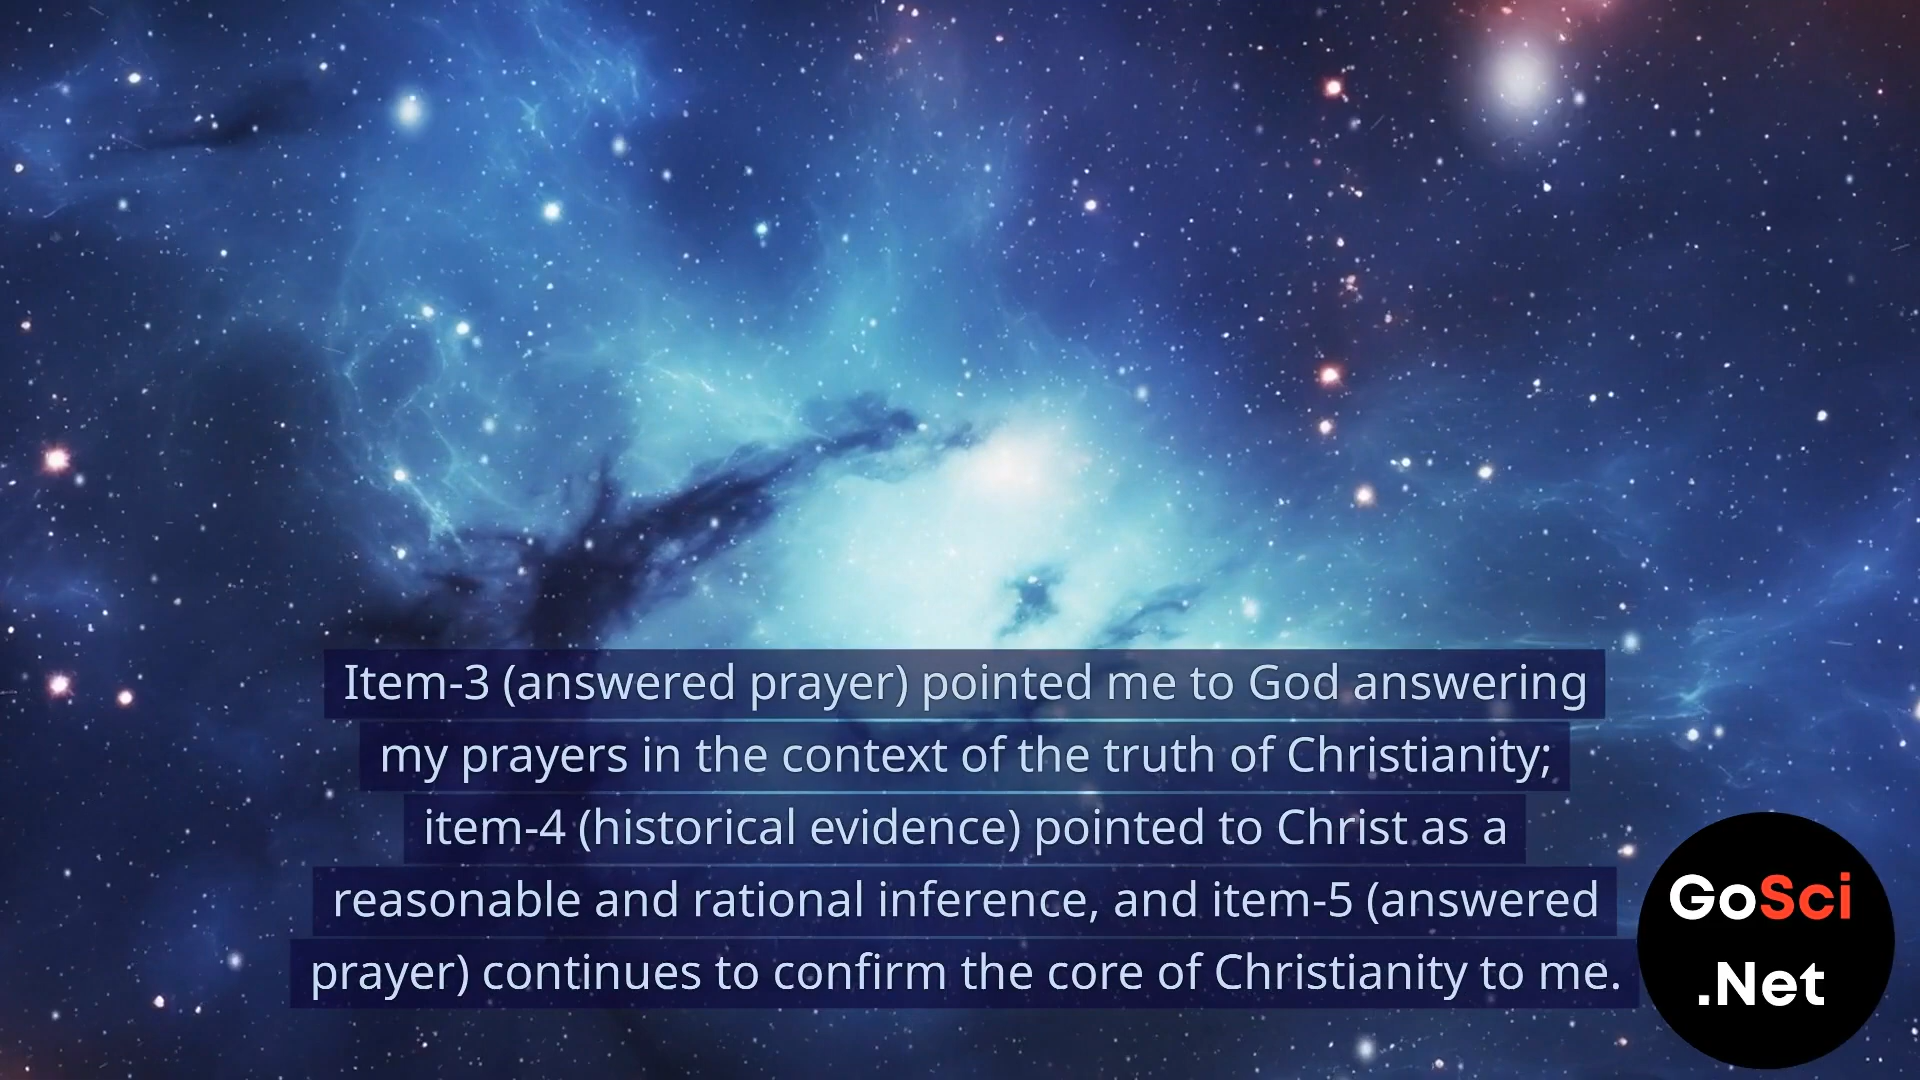 Item-3 (answered prayer) pointed me to God answering
my prayers in the context of the truth of Christianity;
item-4 (historical evidence) pointed to Christ as a
reasonable and rational inference, and item-5 (answered
prayer) continues to confirm the core of Christianity to me.
GoSci
.Net